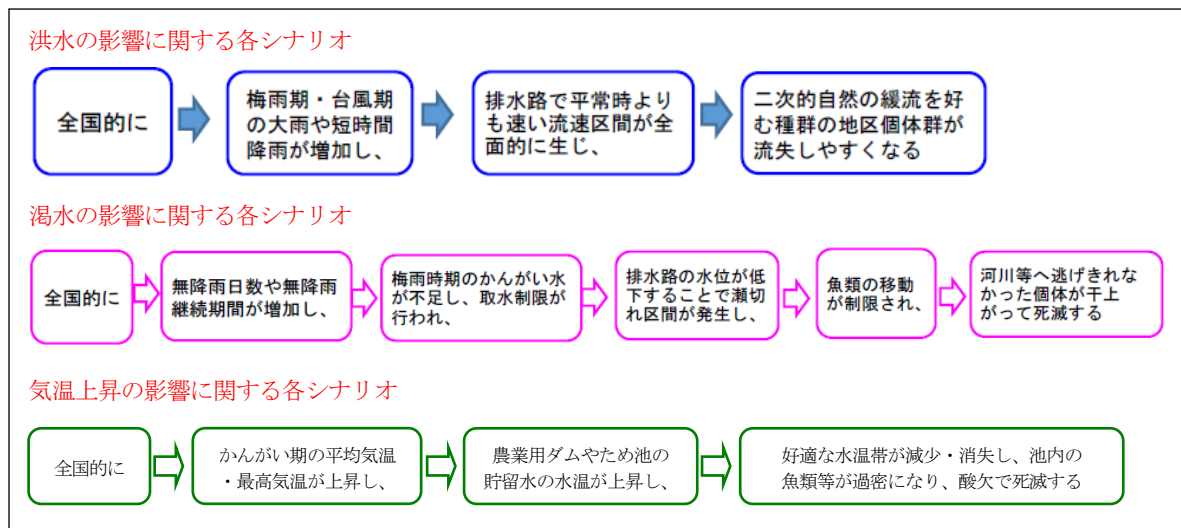 洪水の影響に関する各シナリオ
全国的に
梅雨期・台風期
の大雨や短時間
降雨が増加し、
排水路で平常時より
も速い流速区間が全
面的に生じ、
二次的自然の緩流を好
む種群の地区個体群が
流失しやすくなる
渇水の影響に関する各シナリオ
全国的に
無降雨日数や無降雨
継続期間が増加し、
梅雨時期のかんがい水
が不足し、取水制限が
行われ、
排水路の水位が低
下することで瀬切
れ区間が発生し、
魚類の移動
が制限され、
河川等へ逃げきれな
かった個体が干上
がって死滅する
気温上昇の影響に関する各シナリオ
全国的に
かんがい期の平均気温
・最高気温が上昇し、
農業用ダムやため池の
貯留水の水温が上昇し、
好適な水温帯が減少・消失し、池内の
魚類等が過密になり、酸欠で死滅する